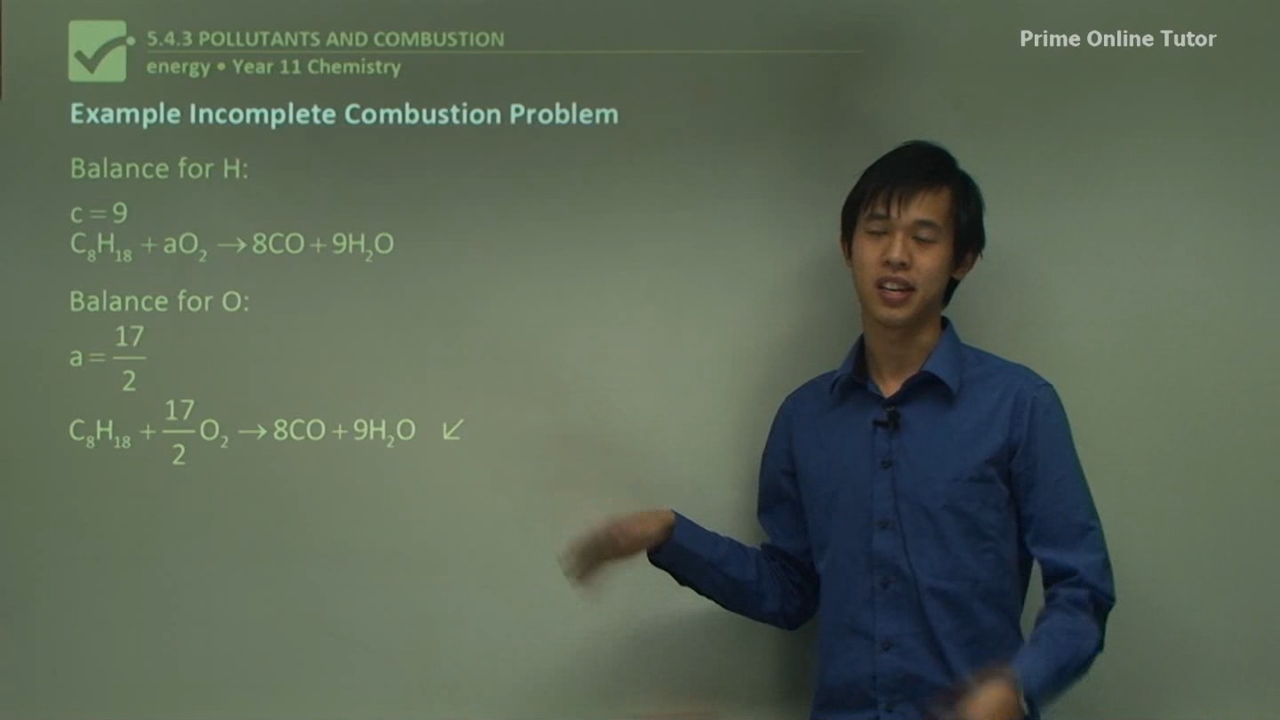 5.4.3 POLLUTANTS AND COMBUSTION
energy • Year 11 Chemistry
Prime Online Tutor
Example Incomplete Combustion Problem
Balance for H:
c = 9
C₈H₁₈ + aO₂ → 8CO + 9H₂O
Balance for O:
a = 17/2
C₈H₁₈ + 17/2 O₂ → 8CO + 9H₂O ↙